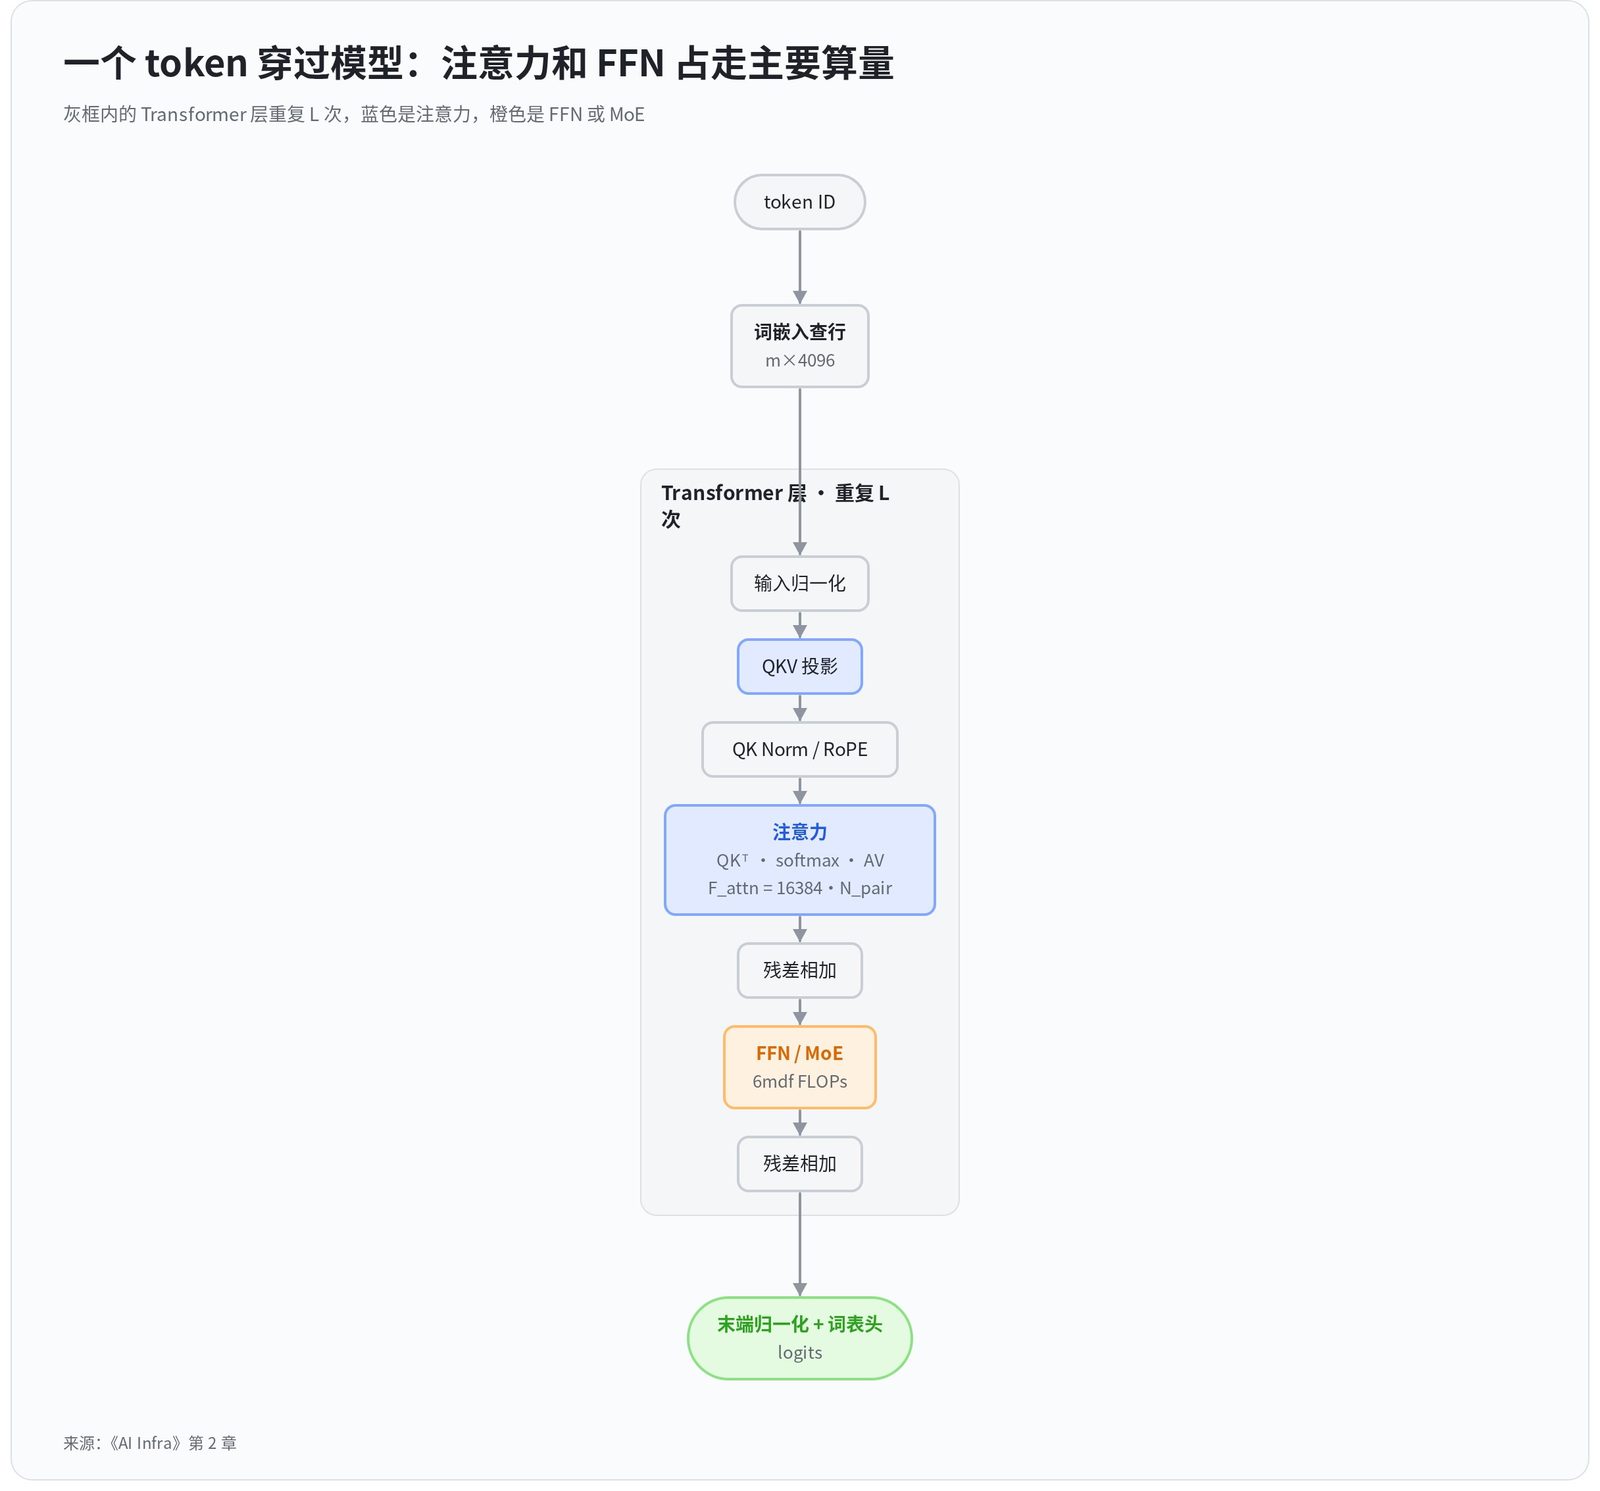 一个 token 穿过模型：注意力和 FFN 占走主要算量
灰框内的 Transformer 层重复 L 次，蓝色是注意力，橙色是 FFN 或 MoE
token ID
词嵌入查行
m×4096
Transformer 层 · 重复 L
次
输入归一化
QKV 投影
QK Norm / RoPE
注意力
QKᵀ · softmax · AV
F_attn = 16384 · N_pair
残差相加
FFN / MoE
6mdf FLOPs
残差相加
末端归一化 + 词表头
logits
来源：《AI Infra》第 2 章